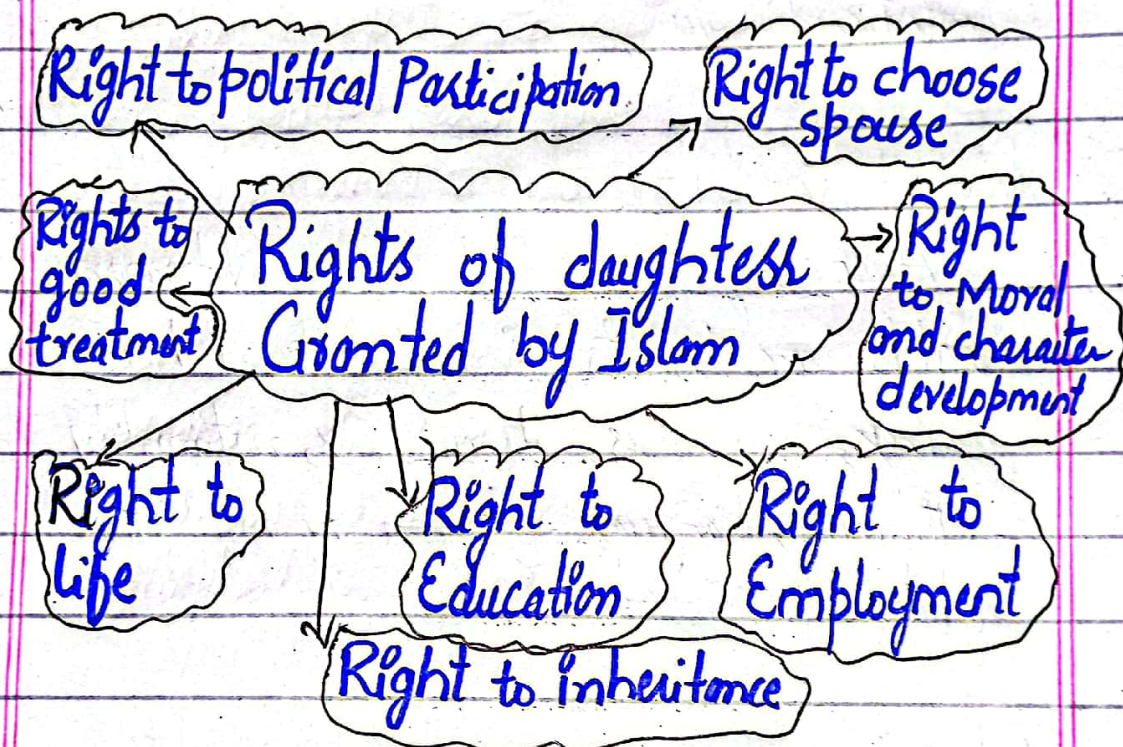 Right to political Participation
Right to choose
spouse
Rights to
good
treatment
Rights of daughters
Granted by Islam
Right
to Moral
and character
development
Right to
life
Right to
Education
Right to
Employment
Right to inheritance